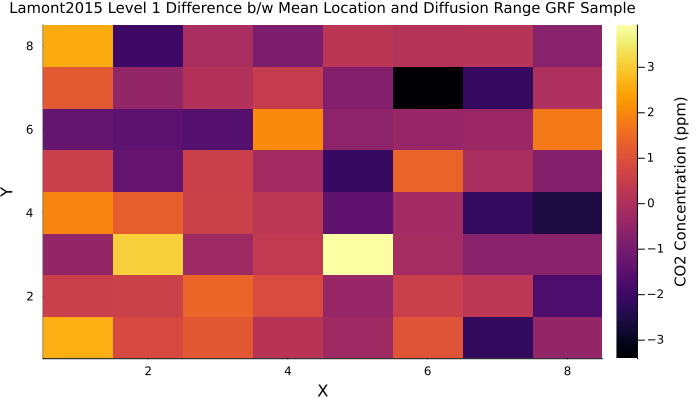 Lamont2015 Level 1 Difference b/w Mean Location and Diffusion Range GRF Sample
8
6
4
2
Y
2 4 6 8
X
3
2
1
0
−1
−2
−3
CO2 Concentration (ppm)